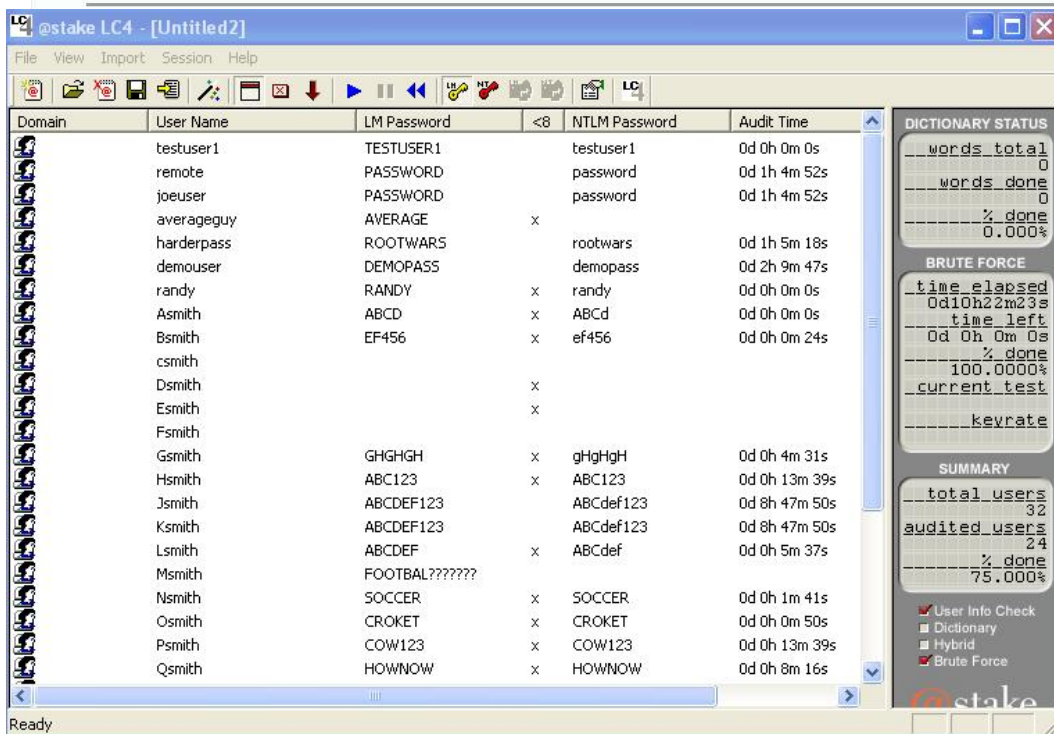 @stake LC4 - [Untitled2]
File View Import Session Help
Domain User Name LM Password <8 NTLM Password Audit Time
testuser1 TESTUSER1 testuser1 0d 0h 0m 0s
remote PASSWORD password 0d 1h 4m 52s
joeuser PASSWORD password 0d 1h 4m 52s
averageguy AVERAGE x
harderpass ROOTWARS rootwars 0d 1h 5m 18s
demouser DEMOPASS demopass 0d 2h 9m 47s
randy RANDY x randy 0d 0h 0m 0s
Asmith ABCD x ABCd 0d 0h 0m 0s
Bsmith EF456 x ef456 0d 0h 0m 24s
csmith
Dsmith x
Esmith x
Fsmith
Gsmith GHGHGH x gHgHgH 0d 0h 4m 31s
Hsmith ABC123 x ABC123 0d 0h 13m 39s
Jsmith ABCDEF123 ABCdef123 0d 8h 47m 50s
Ksmith ABCDEF123 ABCdef123 0d 8h 47m 50s
Lsmith ABCDEF x ABCdef 0d 0h 5m 37s
Msmith FOOTBAL???????
Nsmith SOCCER x SOCCER 0d 0h 1m 41s
Osmith CROKET x CROKET 0d 0h 0m 50s
Psmith COW123 x COW123 0d 0h 13m 39s
Qsmith HOWNOW x HOWNOW 0d 0h 8m 16s
DICTIONARY STATUS
words total
0
words done
0
% done
0.000%
BRUTE FORCE
time elapsed
0d10h22m23s
time left
0d 0h 0m 0s
% done
100.0000%
current test
keyrate
SUMMARY
total users
32
audited users
24
% done
75.000%
User Info Check
Dictionary
Hybrid
Brute Force
@stake
Ready